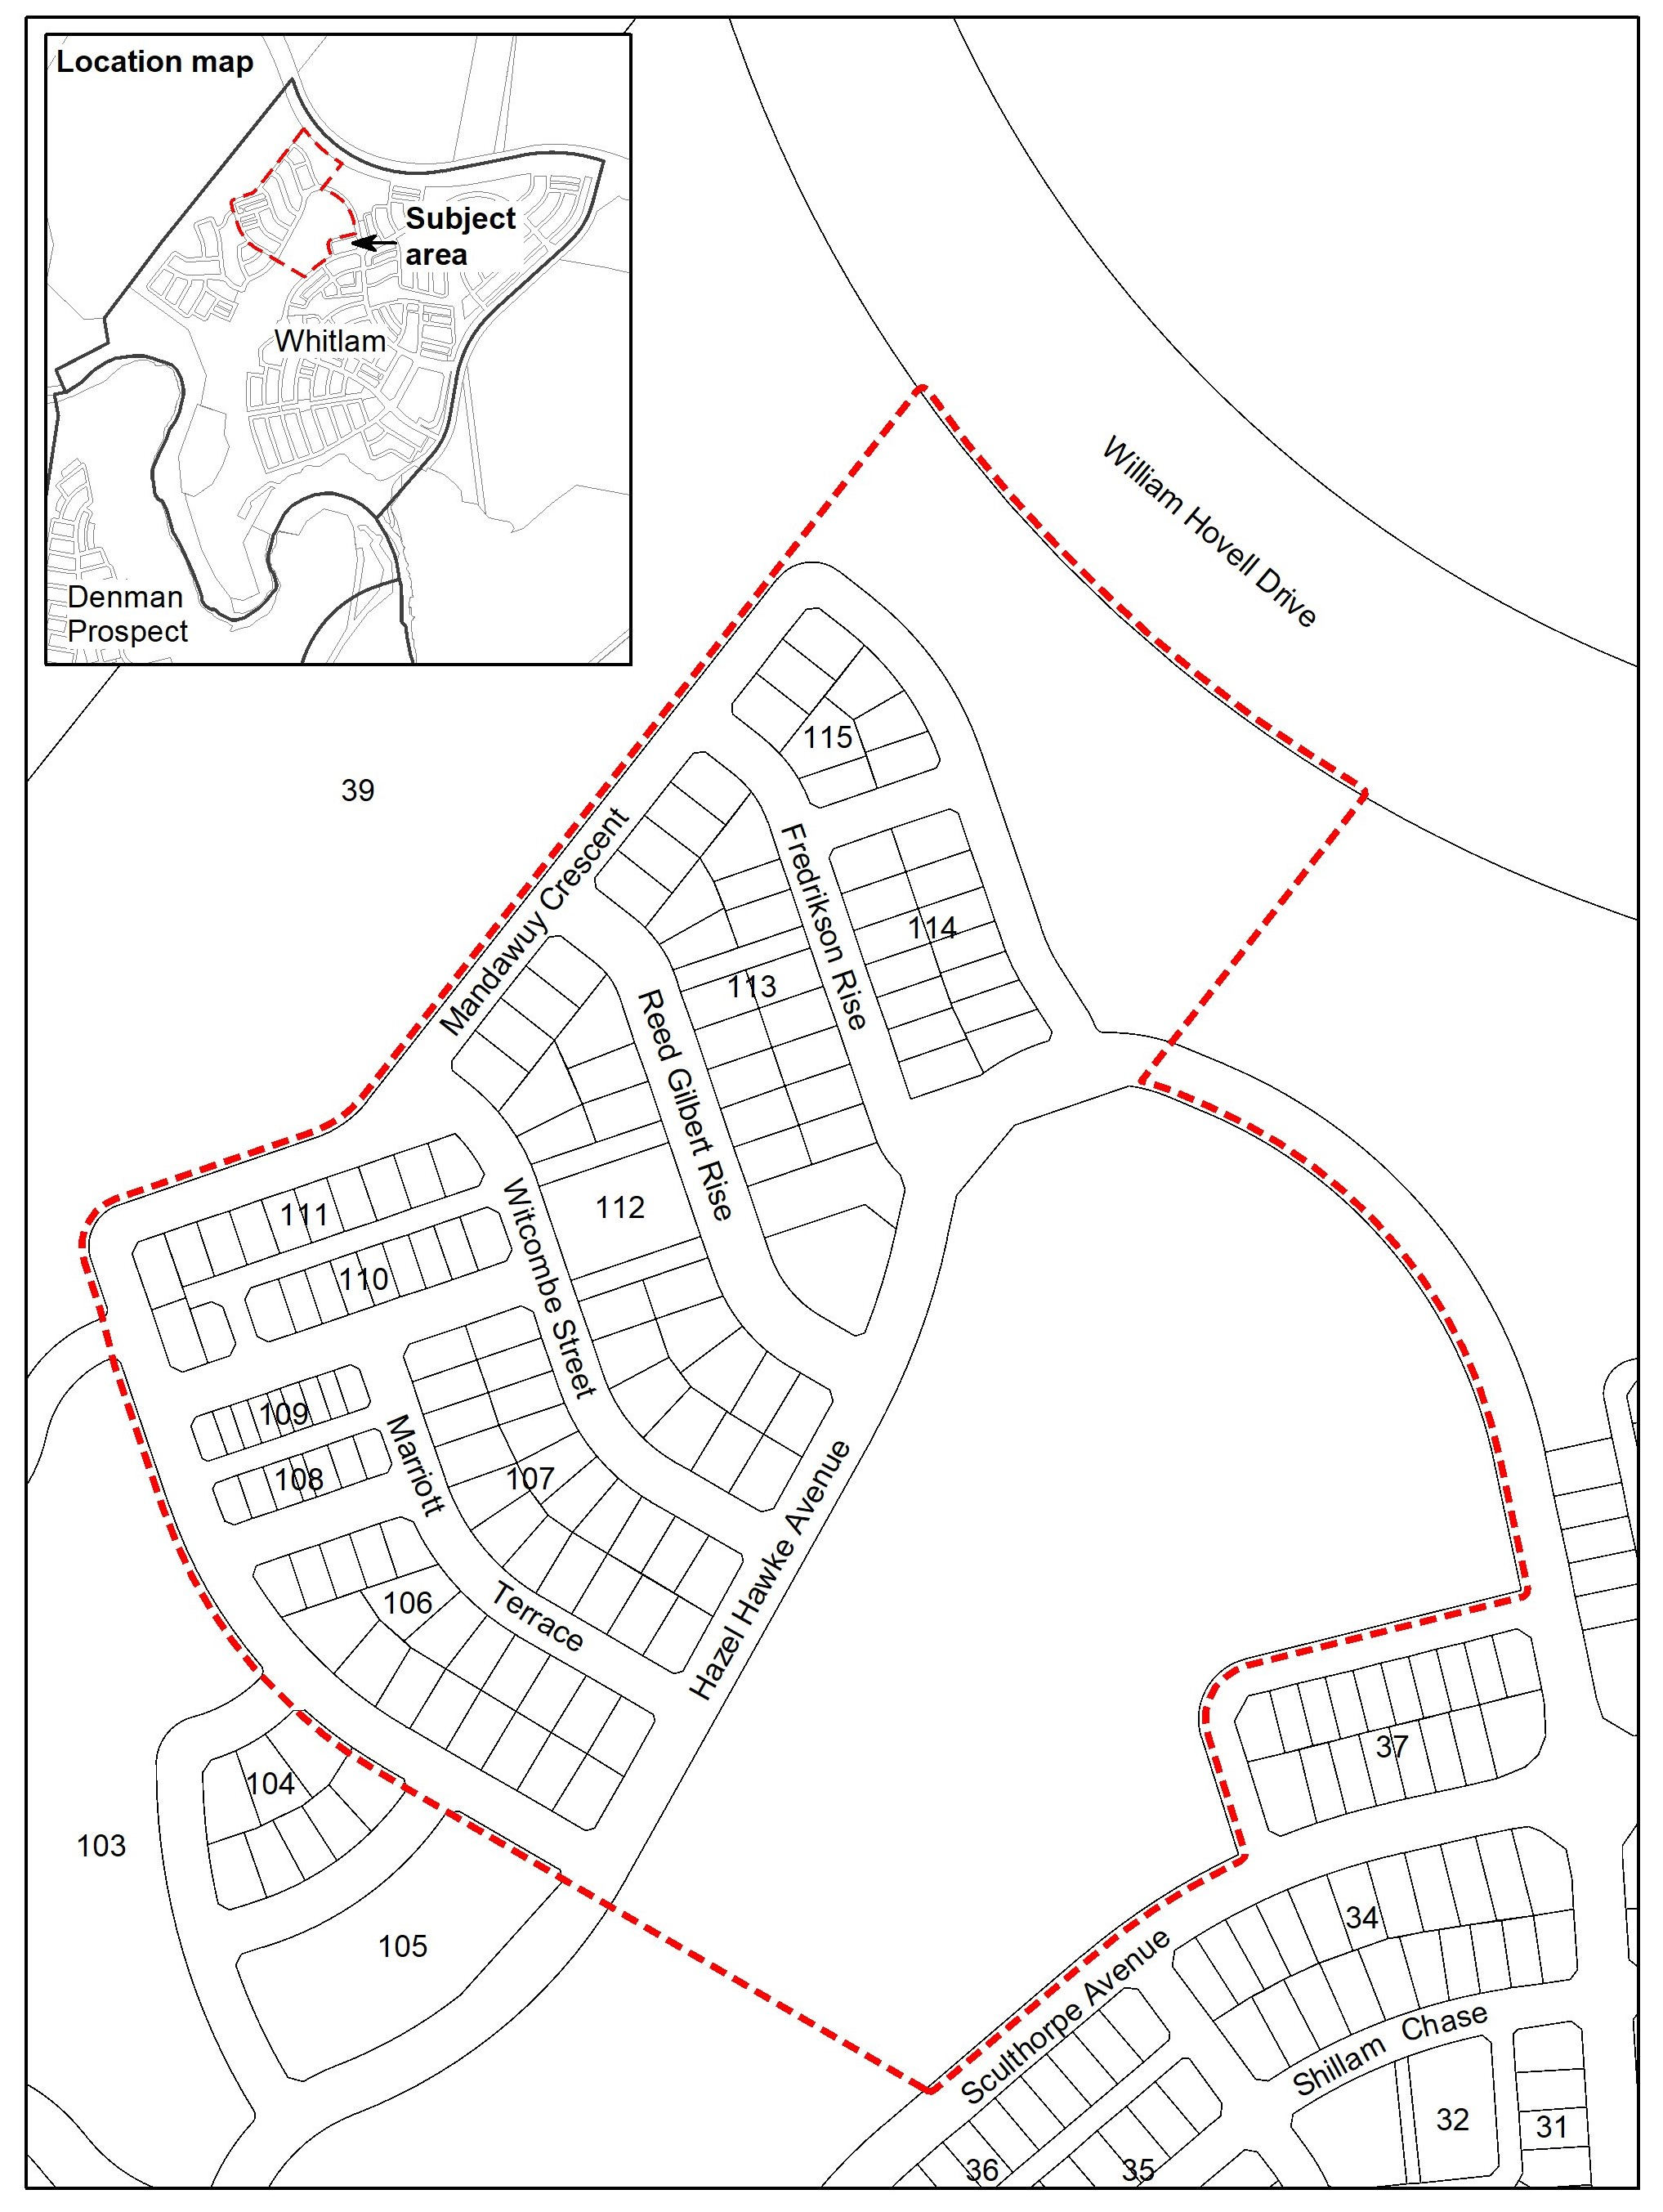 Location map
Subject
area
Whitlam
Denman
Prospect
William Hovell Drive
39
115
Mandawuy Crescent
Fredrikson Rise
114
113
Reed Gilbert Rise
112
111
Witcombe Street
110
109
Marriott
108
107
106
Terrace
Hazel Hawke Avenue
104
103
105
37
34
Sculthorpe Avenue
Shillam Chase
32
31
36
35